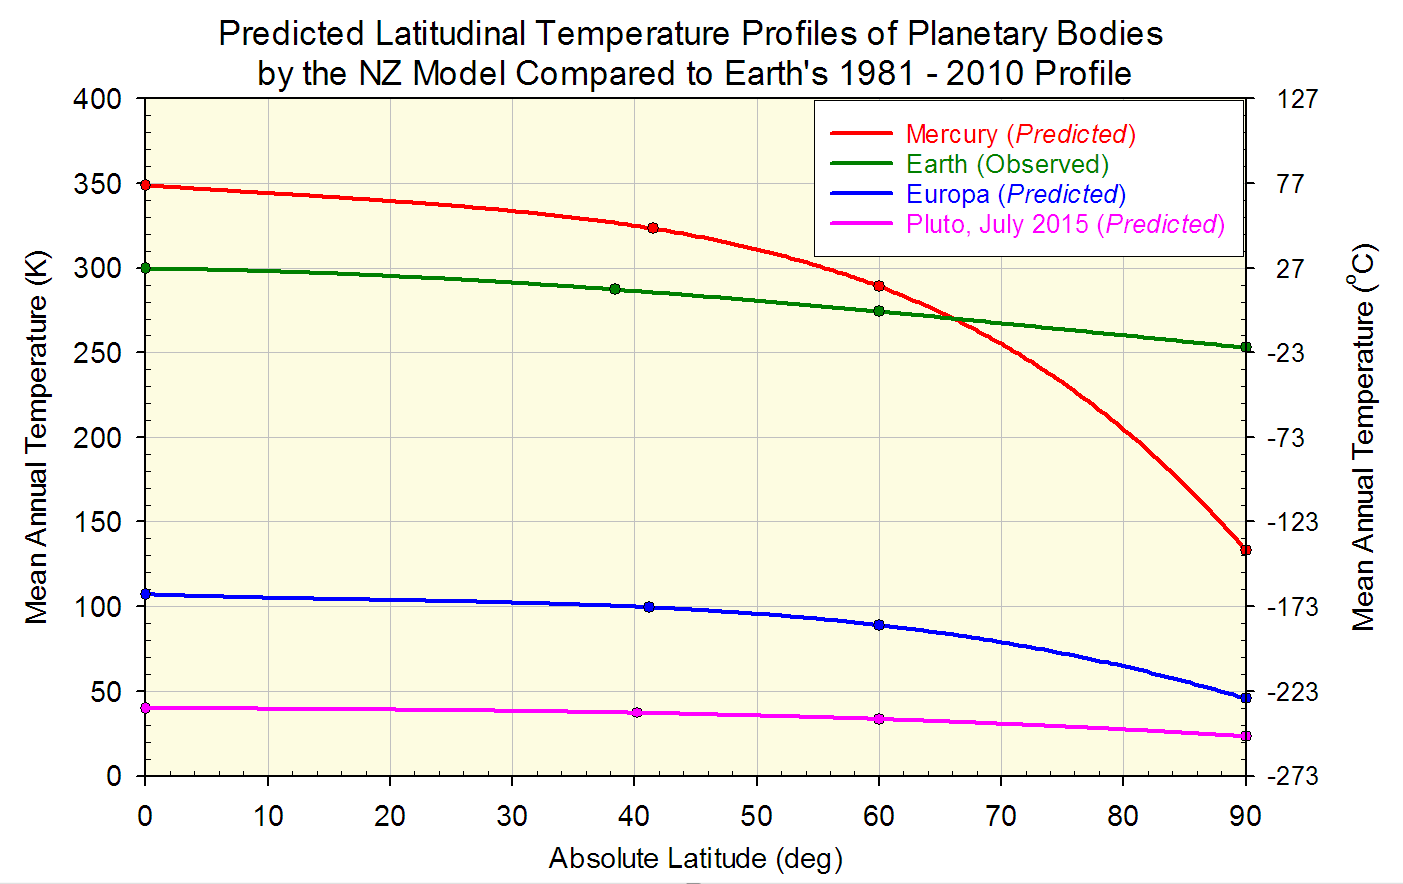 Predicted Latitudinal Temperature Profiles of Planetary Bodies
by the NZ Model Compared to Earth's 1981 - 2010 Profile
Mercury (Predicted)
Earth (Observed)
Europa (Predicted)
Pluto, July 2015 (Predicted)
Mean Annual Temperature (K)
400
350
300
250
200
150
100
50
0
127
77
27
-23
-73
-123
-173
-223
-273
Mean Annual Temperature (°C)
0 10 20 30 40 50 60 70 80 90
Absolute Latitude (deg)